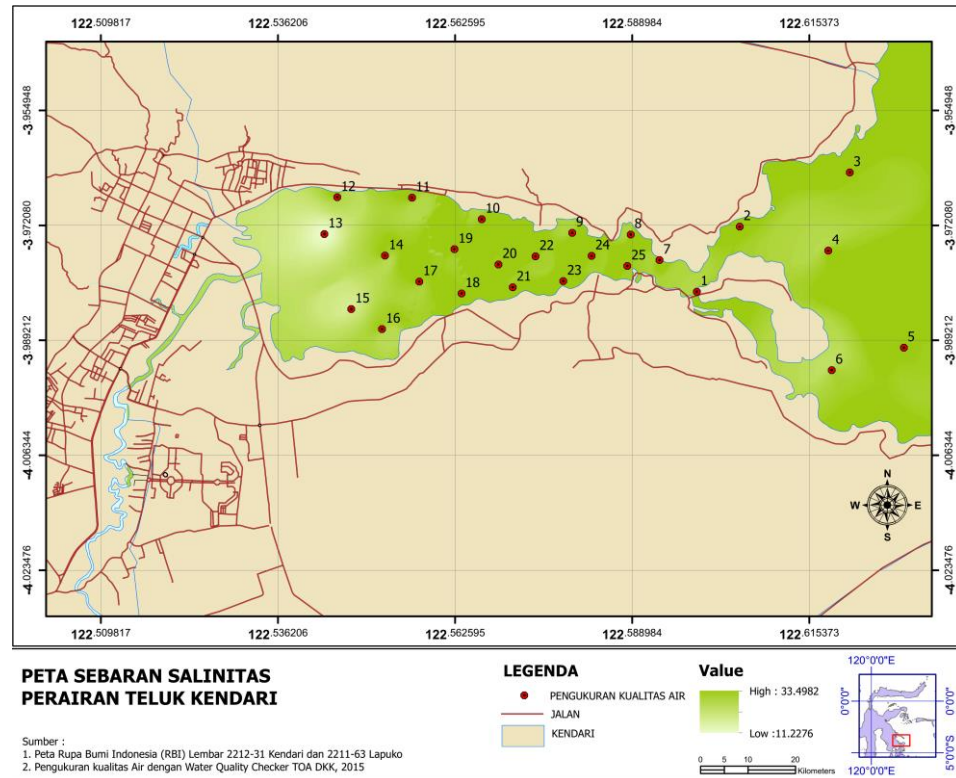 122.509817 122.536206 122.562595 122.588984 122.615373
-3.954948 -3.954948
-3.972080 -3.972080
-3.989212 -3.989212
-4.006344 -4.006344
-4.023476 -4.023476
3
12 11
10 2
13 9 8
14 19 22 24 4
20 25 7
17 21 23
18 1
15
16
5
6
N
W E
S
122.509817 122.536206 122.562595 122.588984 122.615373
PETA SEBARAN SALINITAS
PERAIRAN TELUK KENDARI
Sumber :
1. Peta Rupa Bumi Indonesia (RBI) Lembar 2212-31 Kendari dan 2211-63 Lapuko
2. Pengukuran kualitas Air dengan Water Quality Checker TOA DKK, 2015
LEGENDA
PENGUKURAN KUALITAS AIR
JALAN
KENDARI
Value
High : 33.4982
Low :11.2276
0 5 10 20
Kilometers
120°0'0"E
0°0'0" 0°0'0"
5°0'0"S
120°0'0"E